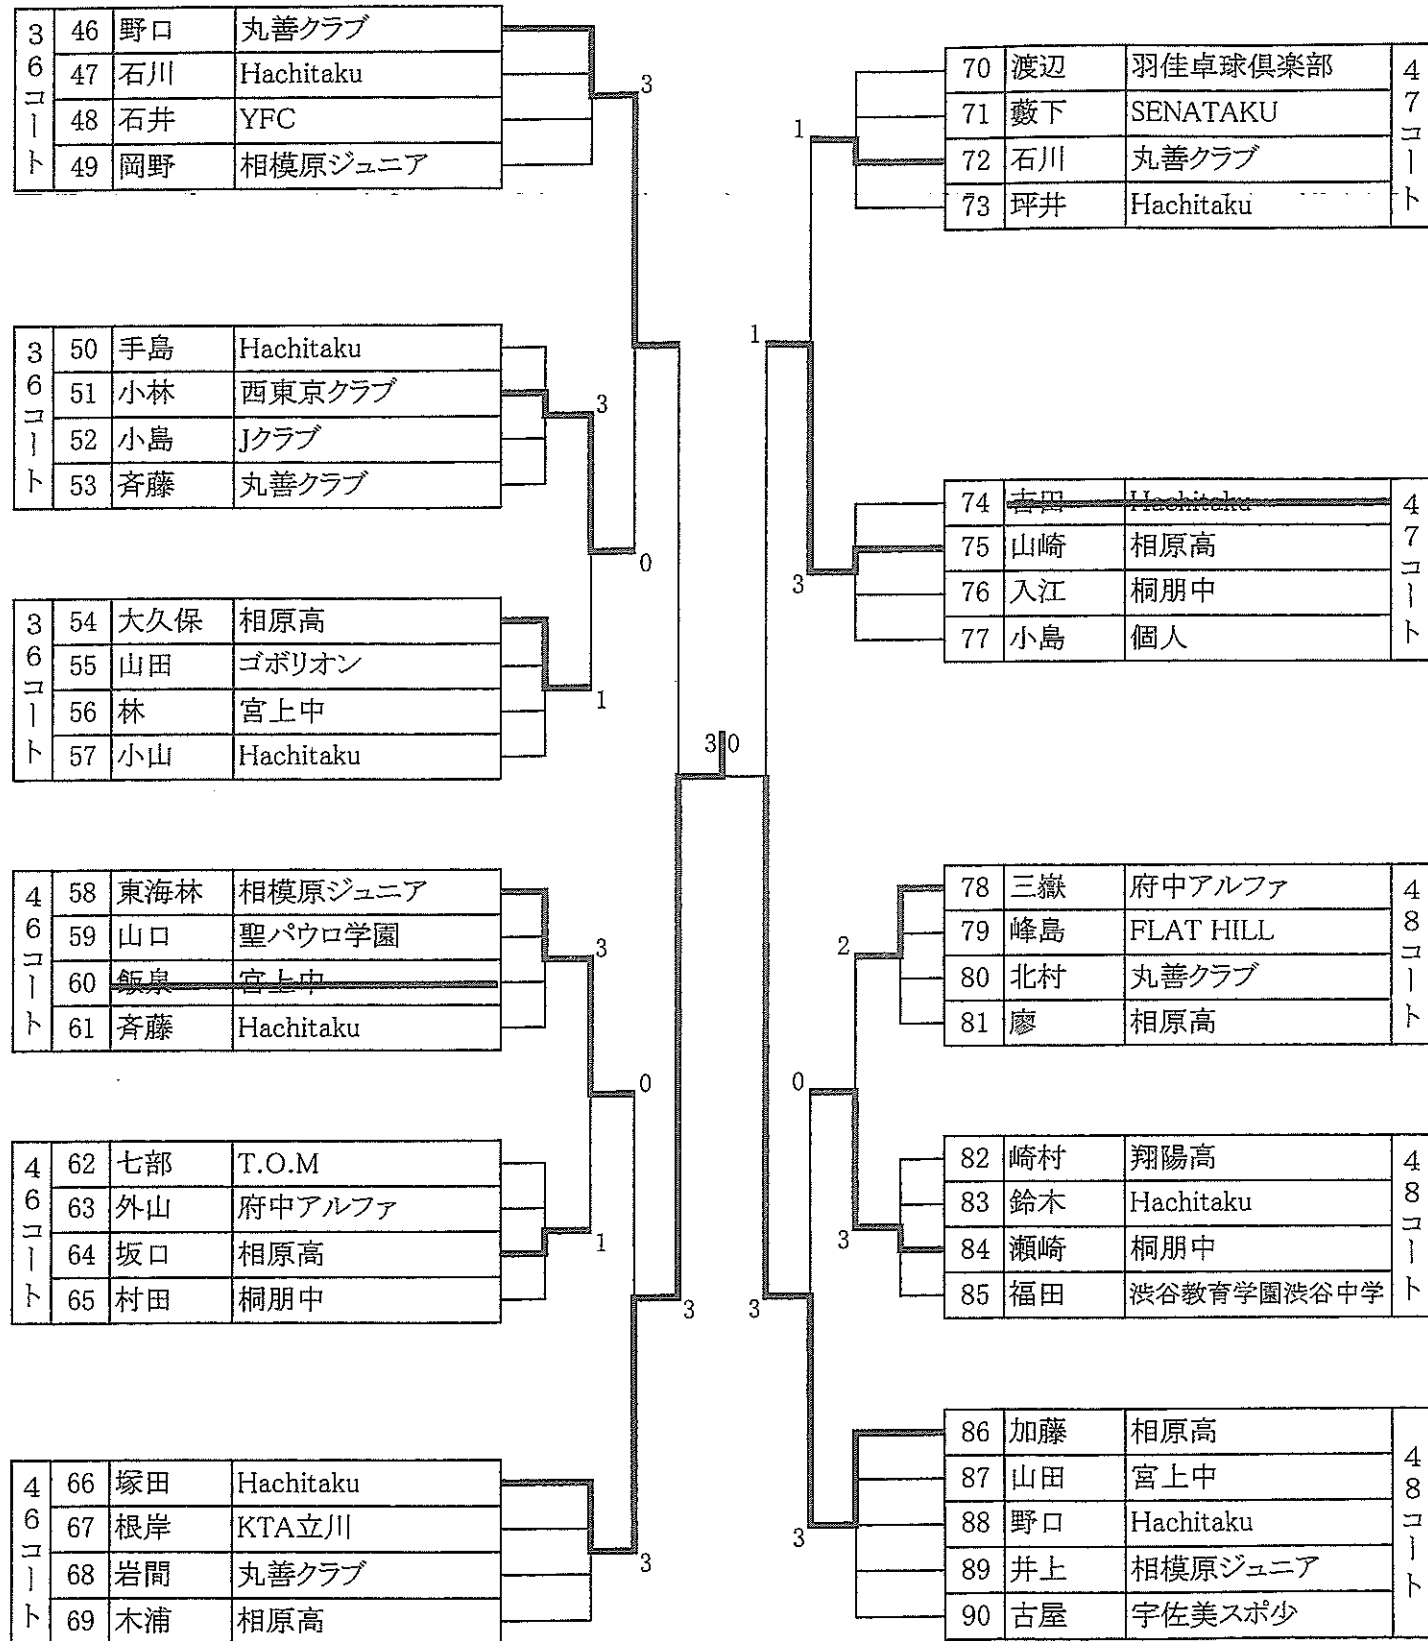 36コート
46 野口 丸善クラブ
47 石川 Hachitaku
48 石井 YFC
49 岡野 相模原ジュニア
3
36コート
50 手島 Hachitaku
51 小林 西東京クラブ
52 小島 Jクラブ
53 斉藤 丸善クラブ
3
0
36コート
54 大久保 相原高
55 山田 ゴボリオン
56 林 宮上中
57 小山 Hachitaku
1
46コート
58 東海林 相模原ジュニア
59 山口 聖パウロ学園
60 飯泉 宮上中
61 斉藤 Hachitaku
3
0
46コート
62 七部 T.O.M
63 外山 府中アルファ
64 坂口 相原高
65 村田 桐朋中
1
3
46コート
66 塚田 Hachitaku
67 根岸 KTA立川
68 岩間 丸善クラブ
69 木浦 相原高
3
3 0
47コート
70 渡辺 羽佳卓球倶楽部
71 藪下 SENATAKU
72 石川 丸善クラブ
73 坪井 Hachitaku
1
1
47コート
74 吉田 Hachitaku
75 山崎 相原高
76 入江 桐朋中
77 小島 個人
3
48コート
78 三嶽 府中アルファ
79 峰島 FLAT HILL
80 北村 丸善クラブ
81 廖 相原高
2
0
48コート
82 崎村 翔陽高
83 鈴木 Hachitaku
84 瀬崎 桐朋中
85 福田 渋谷教育学園渋谷中学
3
3
48コート
86 加藤 相原高
87 山田 宮上中
88 野口 Hachitaku
89 井上 相模原ジュニア
90 古屋 宇佐美スポ少
3